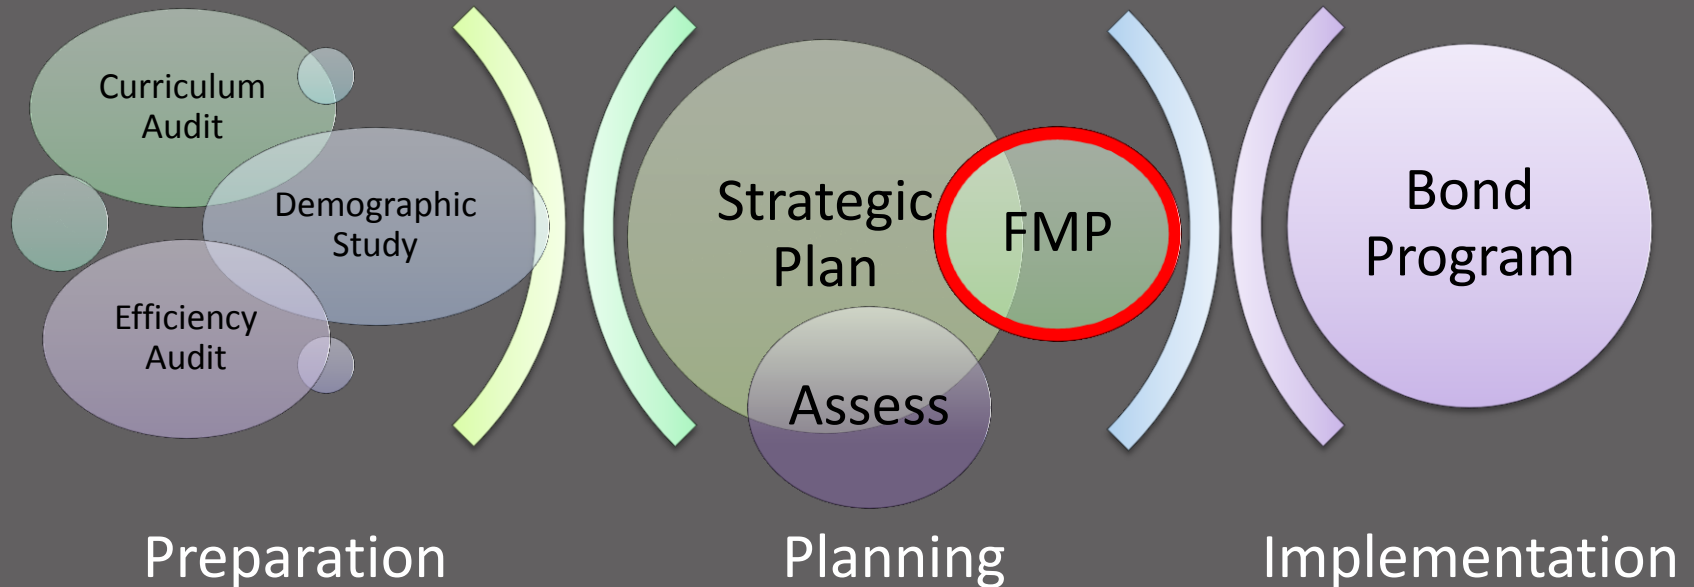 Curriculum
Audit
Demographic
Study
Efficiency
Audit
Preparation
Strategic
Plan
FMP
Assess
Planning
Bond
Program
Implementation